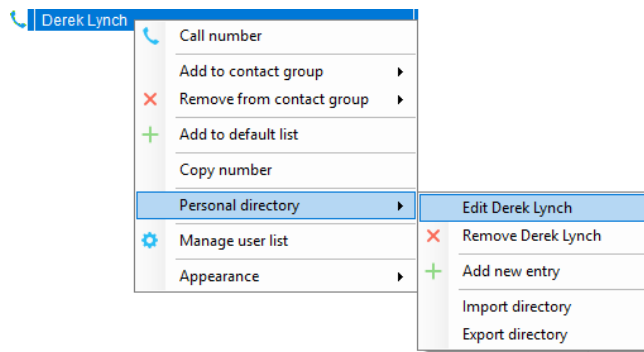 Derek Lynch
Call number
Add to contact group
Remove from contact group
Add to default list
Copy number
Personal directory
Manage user list
Appearance
Edit Derek Lynch
Remove Derek Lynch
Add new entry
Import directory
Export directory